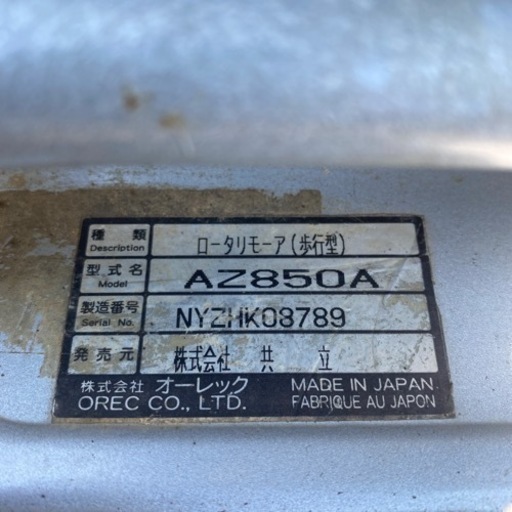 種類 ロータリモーア(歩行型)
Description
型式名 AZ850A
Model
製造番号 NYZHK08789
Serial No.
発売元 株式会社 共立
株式会社 オーレック MADE IN JAPAN
OREC CO., LTD. FABRIQUE AU JAPON